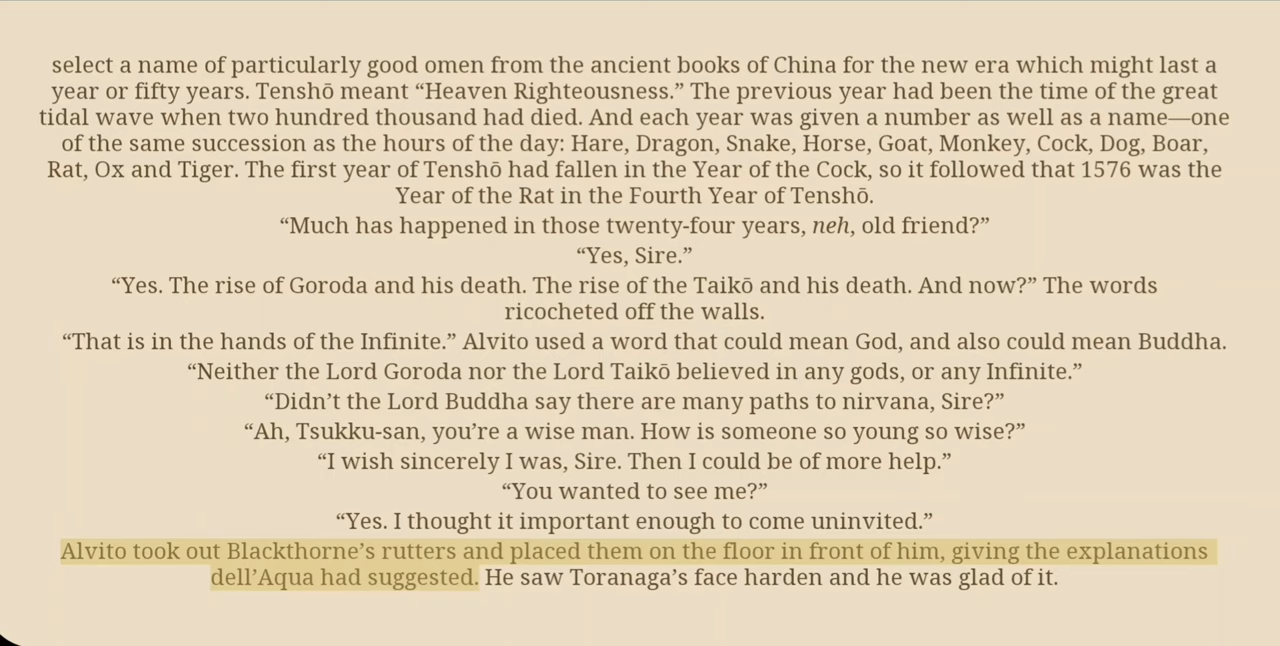 select a name of particularly good omen from the ancient books of China for the new era which might last a
year or fifty years. Tenshō meant “Heaven Righteousness.” The previous year had been the time of the great
tidal wave when two hundred thousand had died. And each year was given a number as well as a name—one
of the same succession as the hours of the day: Hare, Dragon, Snake, Horse, Goat, Monkey, Cock, Dog, Boar,
Rat, Ox and Tiger. The first year of Tenshō had fallen in the Year of the Cock, so it followed that 1576 was the
Year of the Rat in the Fourth Year of Tenshō.
“Much has happened in those twenty-four years, neh, old friend?”
“Yes, Sire.”
“Yes. The rise of Goroda and his death. The rise of the Taikō and his death. And now?” The words
ricocheted off the walls.
“That is in the hands of the Infinite.” Alvito used a word that could mean God, and also could mean Buddha.
“Neither the Lord Goroda nor the Lord Taikō believed in any gods, or any Infinite.”
“Didn’t the Lord Buddha say there are many paths to nirvana, Sire?”
“Ah, Tsukku-san, you’re a wise man. How is someone so young so wise?”
“I wish sincerely I was, Sire. Then I could be of more help.”
“You wanted to see me?”
“Yes. I thought it important enough to come uninvited.”
Alvito took out Blackthorne’s rutters and placed them on the floor in front of him, giving the explanations
dell’Aqua had suggested. He saw Toranaga’s face harden and he was glad of it.